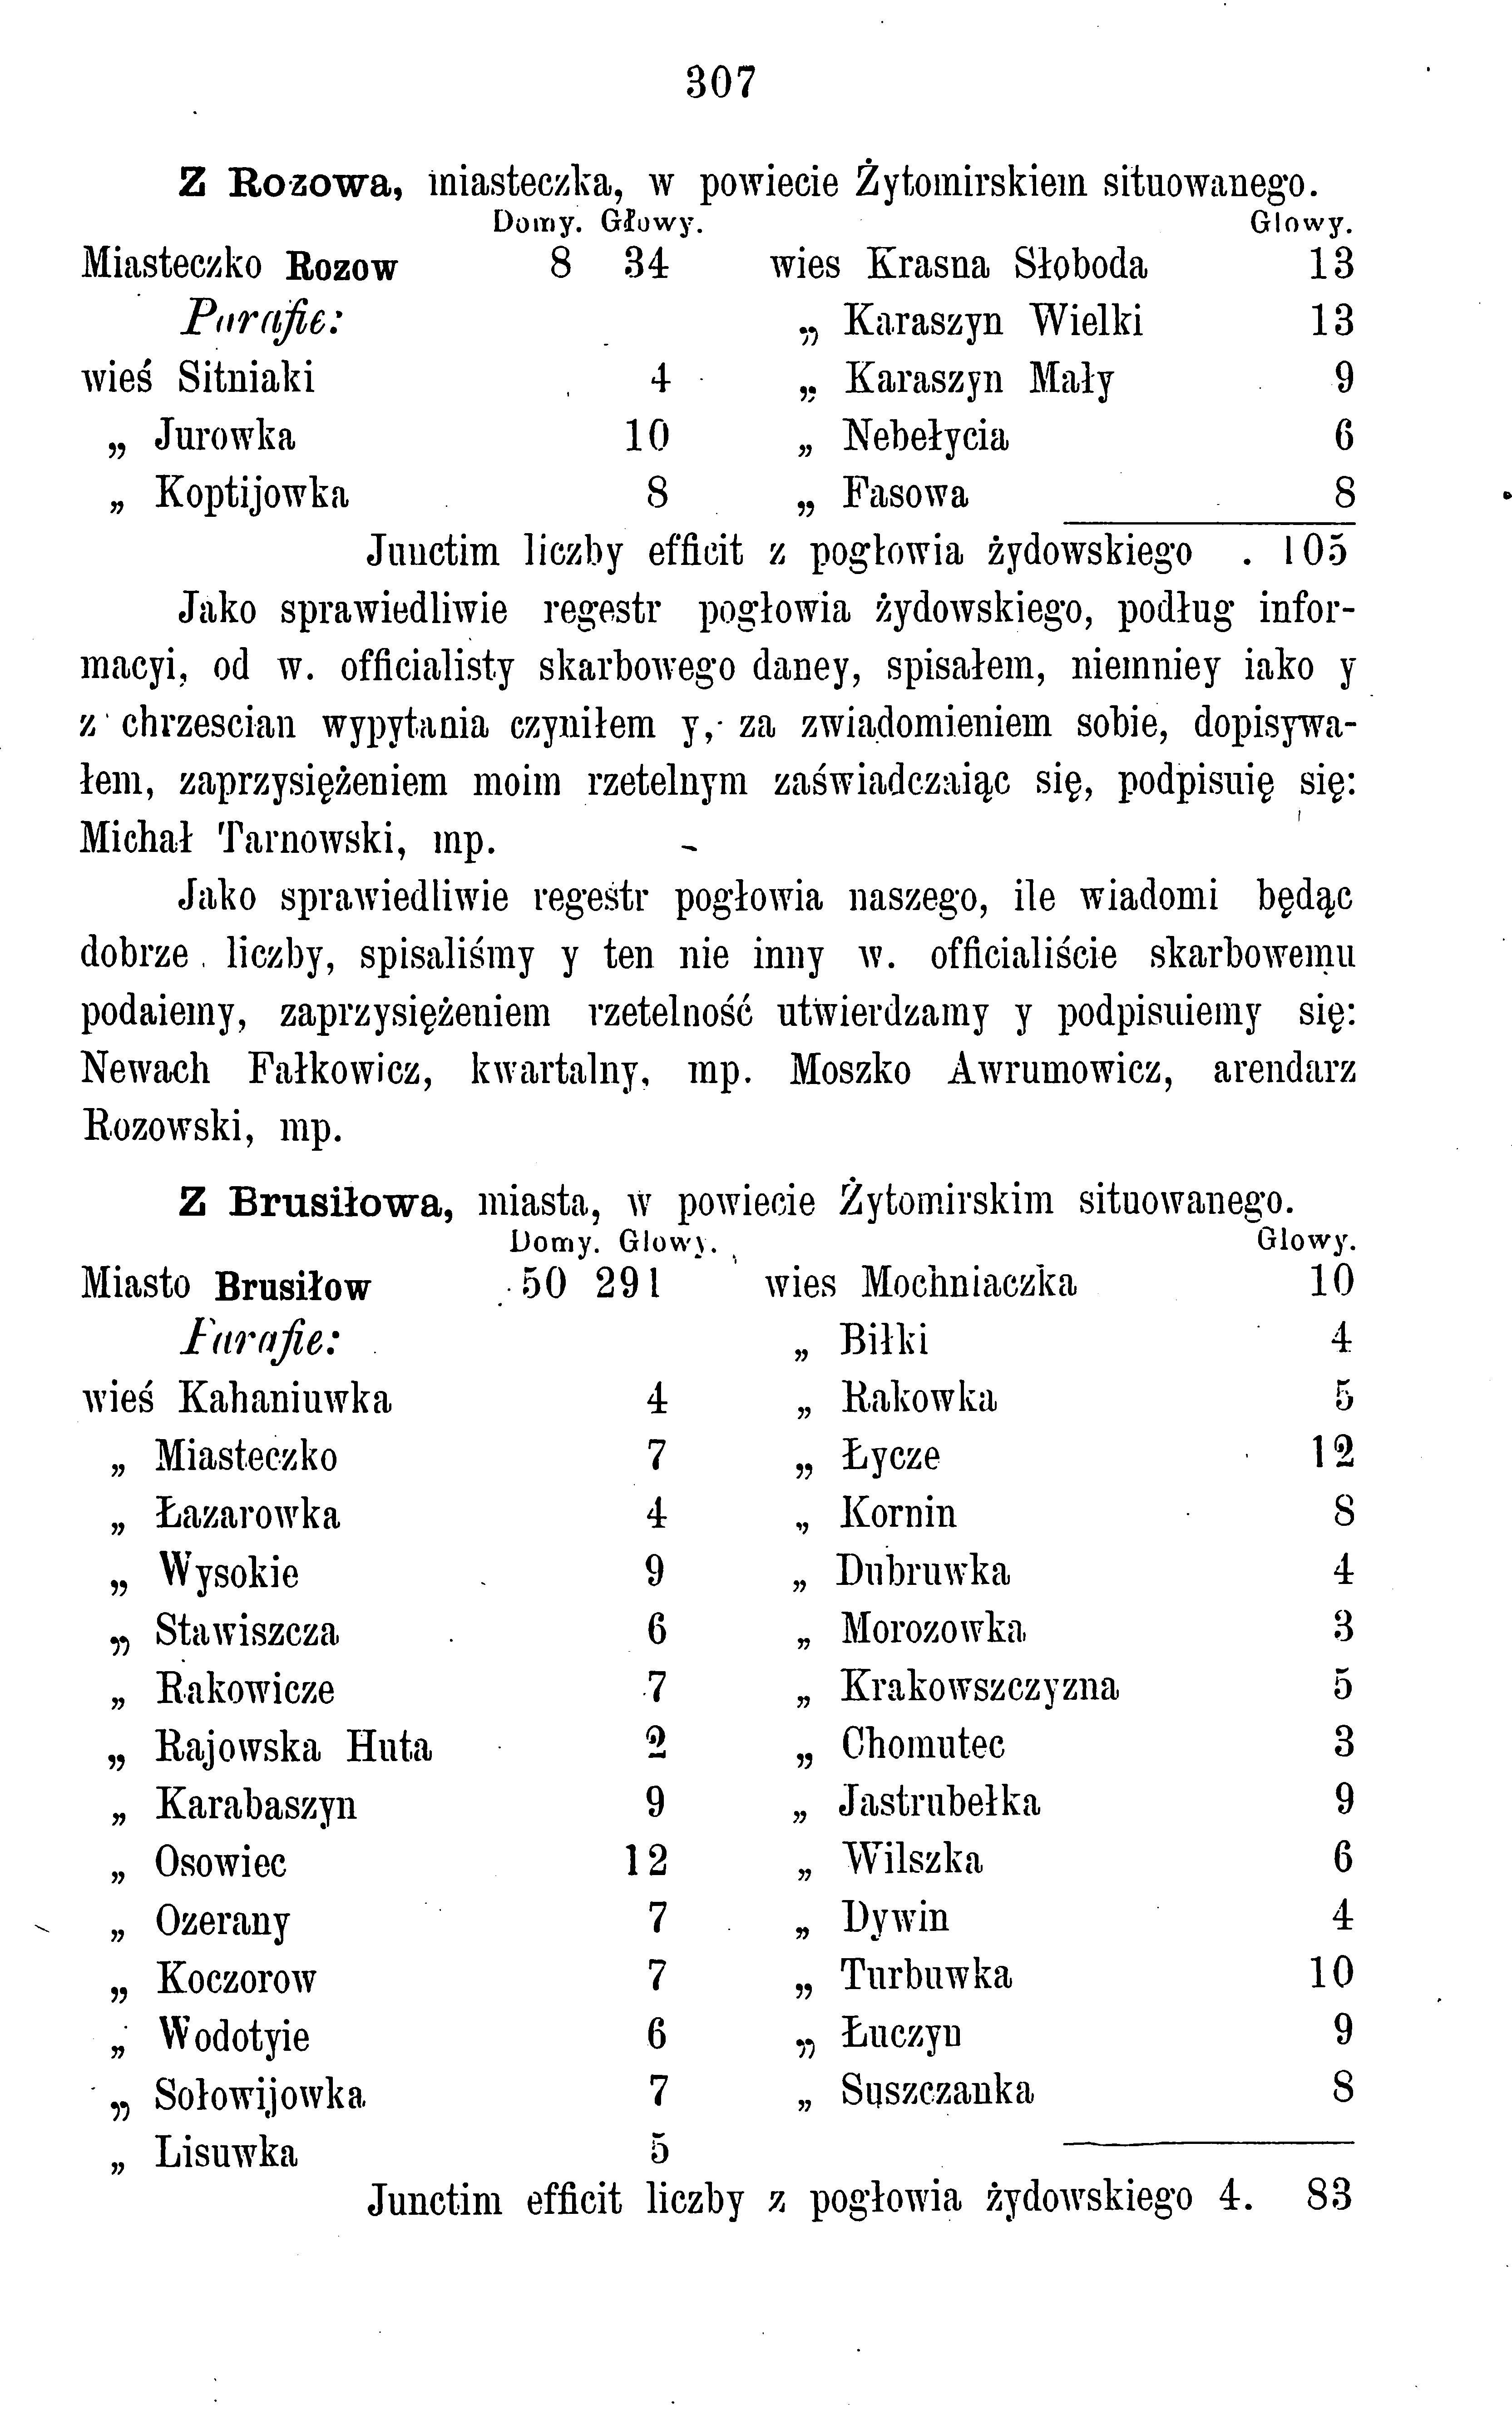 307
Z Rozowa, miasteczka, w powiecie Żytomirskiem situowanego.
Domy. Głowy. Glowy.
Miasteczko Rozow 8 34 wies Krasna Słoboda 13
Parafie: „ Karaszyn Wielki 13
wieś Sitniaki 4 „ Karaszyn Mały 9
„ Jurowka 10 „ Nebełycia 6
„ Koptijowka 8 „ Fasowa 8
Junctim liczby efficit z pogłowia żydowskiego . 105
Jako sprawiedliwie regestr pogłowia żydowskiego, podług infor-
macyi, od w. officialisty skarbowego daney, spisałem, niemniey iako y
z chrzescian wypytania czyniłem y, za zwiadomieniem sobie, dopisywa-
łem, zaprzysiężeniem moim rzetelnym zaświadczaiąc się, podpisuię się:
Michał Tarnowski, mp.
Jako sprawiedliwie regestr pogłowia naszego, ile wiadomi będąc
dobrze liczby, spisaliśmy y ten nie inny w. officialiście skarbowemu
podaiemy, zaprzysiężeniem rzetelność utwierdzamy y podpisuiemy się:
Newach Fałkowicz, kwartalny, mp. Moszko Awrumowicz, arendarz
Rozowski, mp.
Z Brusiłowa, miasta, w powiecie Żytomirskim situowanego.
Domy. Glowy. Glowy.
Miasto Brusiłow 50 291 wies Mochniaczka 10
Parafie: „ Biłki 4
wieś Kahaniuwka 4 „ Rakowka 5
„ Miasteczko 7 „ Łycze 12
„ Łazarowka 4 „ Kornin 8
„ Wysokie 9 „ Dubruwka 4
„ Stawiszcza 6 „ Morozowka 3
„ Rakowicze 7 „ Krakowszczyzna 5
„ Rajowska Huta 2 „ Chomutec 3
„ Karabaszyn 9 „ Jastrubełka 9
„ Osowiec 12 „ Wilszka 6
„ Ozerany 7 „ Dywin 4
„ Koczorow 7 „ Turbuwka 10
„ Wodotyie 6 „ Łuczyn 9
„ Sołowijowka 7 „ Suszczanka 8
„ Lisuwka 5
Junctim efficit liczby z pogłowia żydowskiego 4. 83